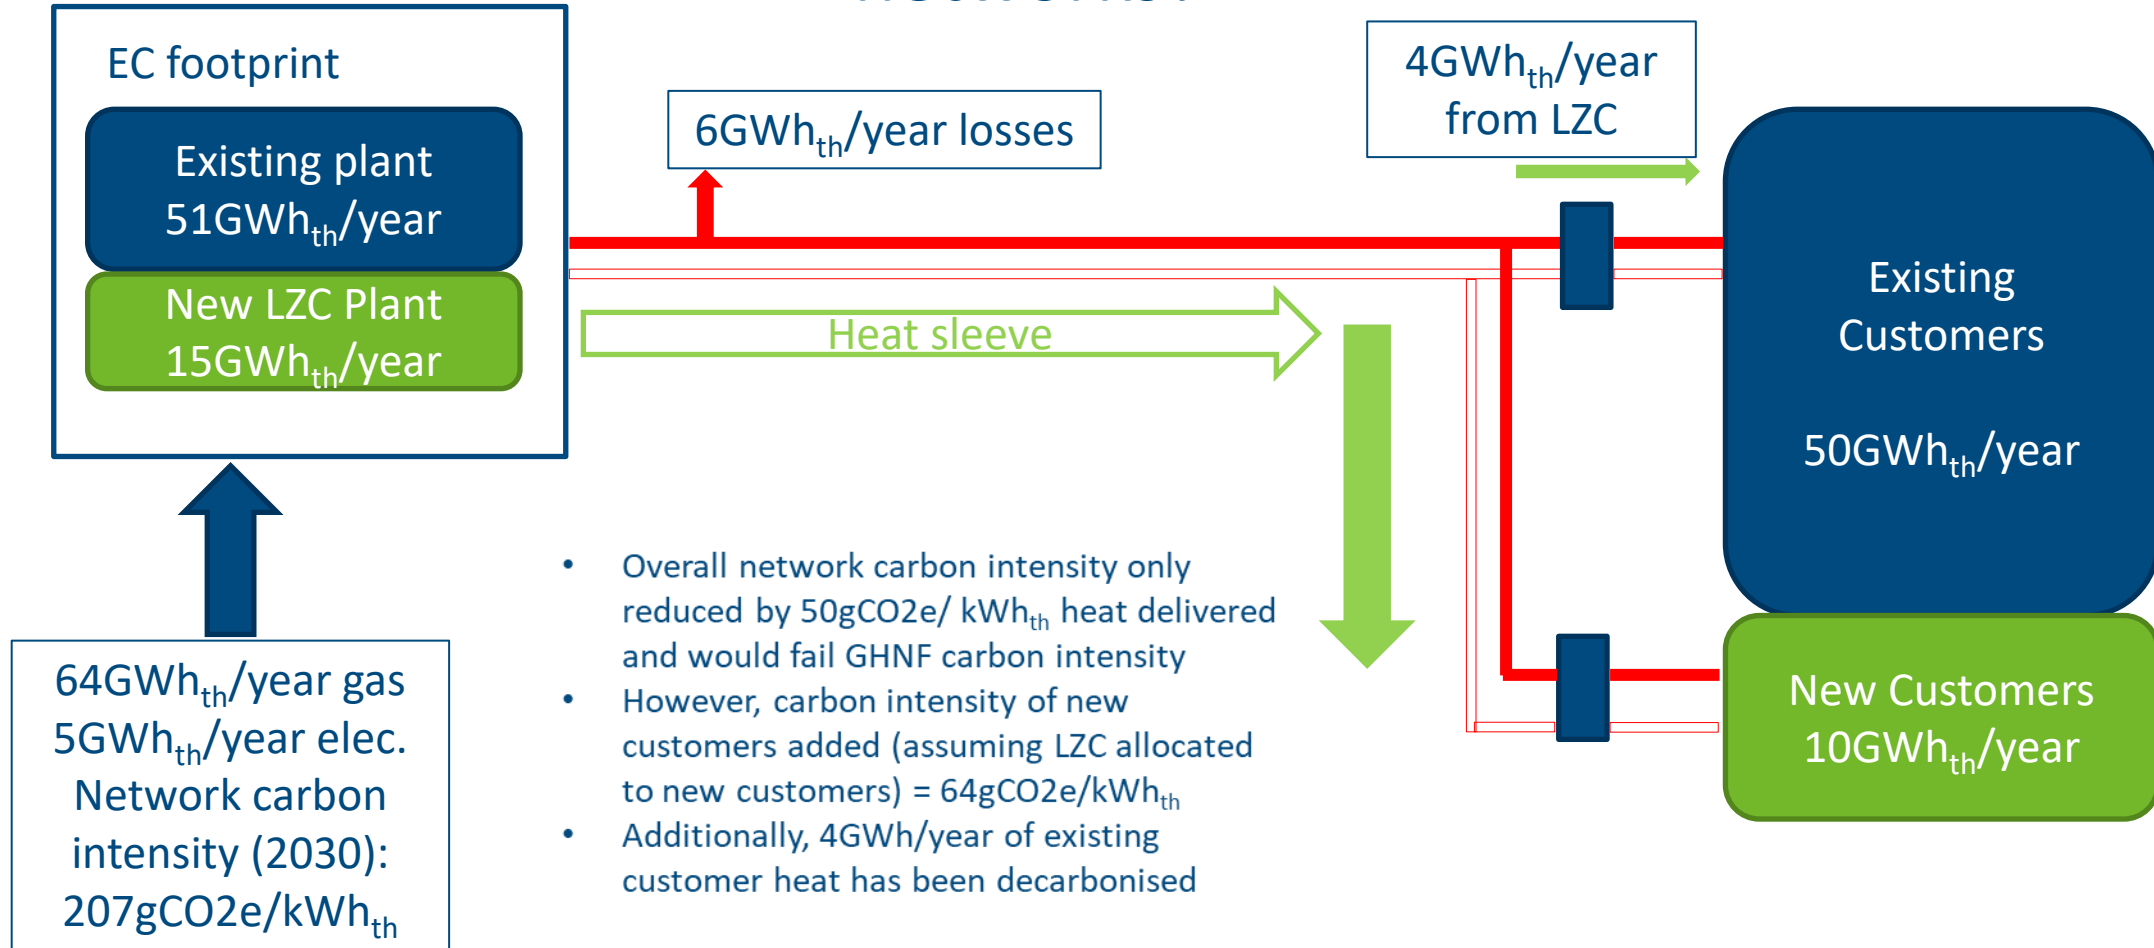 EC footprint
Existing plant
51GWhth/year
New LZC Plant
15GWhth/year
6GWhth/year losses
4GWhth/year
from LZC
Heat sleeve
Existing
Customers
50GWhth/year
New Customers
10GWhth/year
64GWhth/year gas
5GWhth/year elec.
Network carbon
intensity (2030):
207gCO2e/kWhth
• Overall network carbon intensity only
reduced by 50gCO2e/ kWhth heat delivered
and would fail GHNF carbon intensity
• However, carbon intensity of new
customers added (assuming LZC allocated
to new customers) = 64gCO2e/kWhth
• Additionally, 4GWh/year of existing
customer heat has been decarbonised